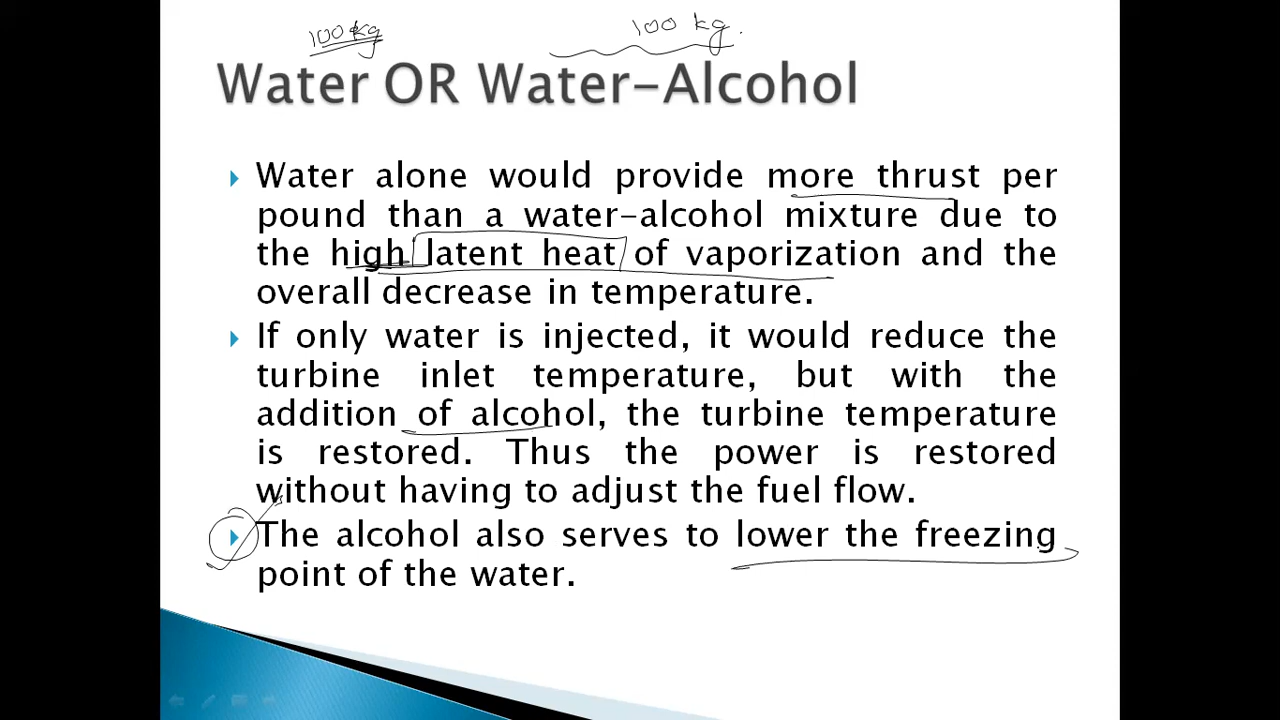 100 kg
100 kg.
Water OR Water-Alcohol
Water alone would provide more thrust per
pound than a water-alcohol mixture due to
the high latent heat of vaporization and the
overall decrease in temperature.
If only water is injected, it would reduce the
turbine inlet temperature, but with the
addition of alcohol, the turbine temperature
is restored. Thus the power is restored
without having to adjust the fuel flow.
The alcohol also serves to lower the freezing
point of the water.